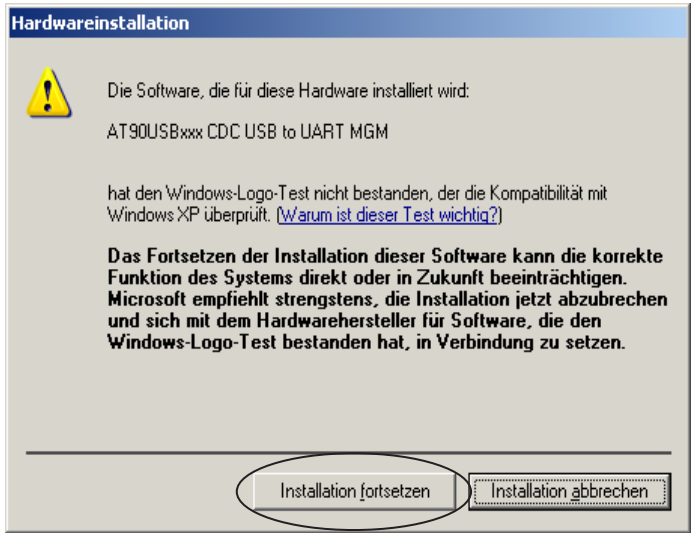 Hardwareinstallation
Die Software, die für diese Hardware installiert wird:
AT90USBxxx CDC USB to UART MGM
hat den Windows-Logo-Test nicht bestanden, der die Kompatibilität mit
Windows XP überprüft. (Warum ist dieser Test wichtig?)
Das Fortsetzen der Installation dieser Software kann die korrekte
Funktion des Systems direkt oder in Zukunft beeinträchtigen.
Microsoft empfiehlt strengstens, die Installation jetzt abzubrechen
und sich mit dem Hardwarehersteller für Software, die den
Windows-Logo-Test bestanden hat, in Verbindung zu setzen.
Installation fortsetzen
Installation abbrechen